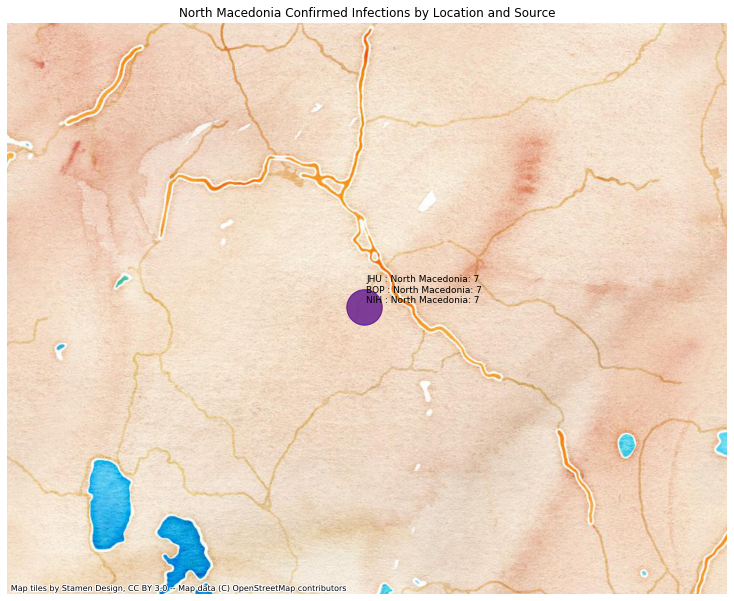 North Macedonia Confirmed Infections by Location and Source
JHU : North Macedonia: 7
BOP : North Macedonia: 7
NIH : North Macedonia: 7
Map tiles by Stamen Design, CC BY 3.0 -- Map data (C) OpenStreetMap contributors